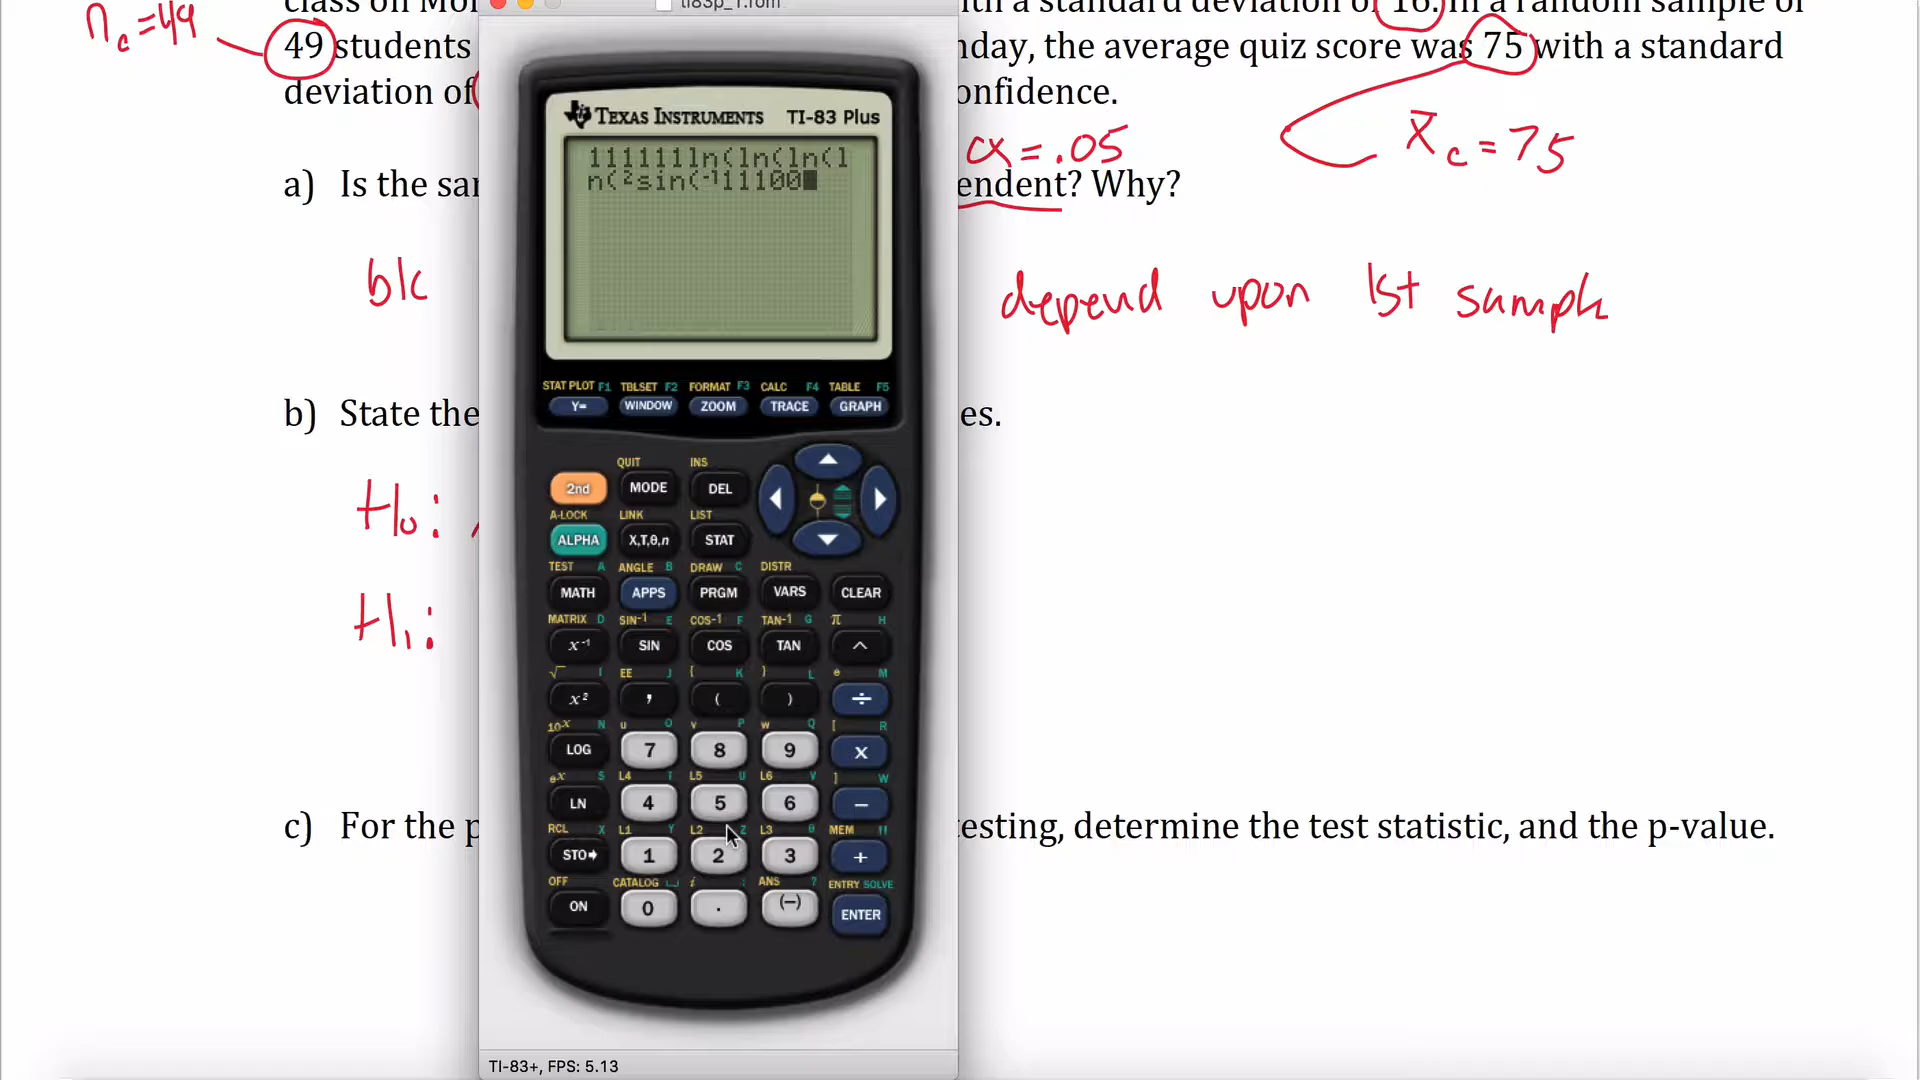 class on Mo
ti83p_1.rom
th a standard deviation of 16. In a random sample of
n_c = 49
49 students
nday, the average quiz score was 75 with a standard
deviation of
onfidence.
α = .05
x̄_c = 75
TEXAS INSTRUMENTS TI-83 Plus
111111ln(ln(ln(l
n(²sin(⁻¹11100
a) Is the sa
endent? Why?
b/c
depend upon 1st sample
STAT PLOT F1 TBLSET F2 FORMAT F3 CALC F4 TABLE F5
Y= WINDOW ZOOM TRACE GRAPH
b) State the
es.
QUIT INS
2nd MODE DEL
A-LOCK LINK LIST
ALPHA X,T,θ,n STAT
H₀:
TEST A ANGLE B DRAW C DISTR
MATH APPS PRGM VARS CLEAR
H₁:
MATRIX D SIN⁻¹ E COS⁻¹ F TAN⁻¹ G π H
x⁻¹ SIN COS TAN ^
√ I EE J { K } L e M
x² , ( ) ÷
10ˣ N u O v P w Q [ R
LOG 7 8 9 x
eˣ S L4 T L5 U L6 V ] W
LN 4 5 6 −
c) For the p
testing, determine the test statistic, and the p-value.
RCL X L1 Y L2 Z L3 θ MEM "
STO➔ 1 2 3 +
OFF CATALOG ⎵ i : ANS ? ENTRY SOLVE
ON 0 . (−) ENTER
TI-83+, FPS: 5.13